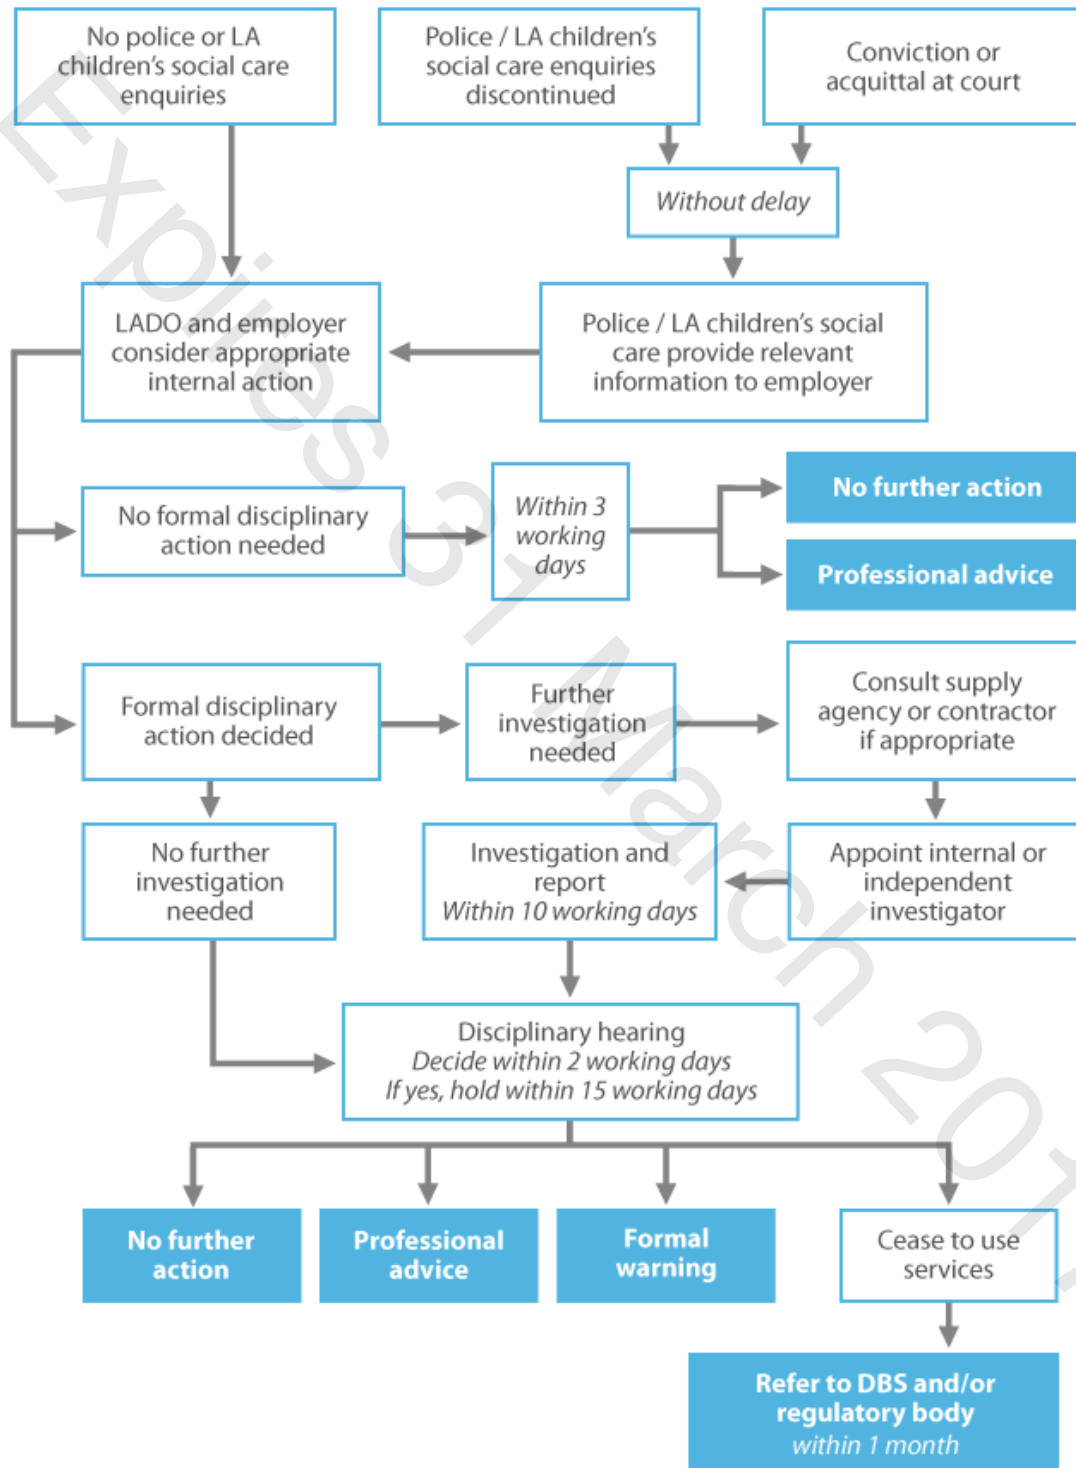 No police or LA
children's social care
enquiries
Police / LA children's
social care enquiries
discontinued
Conviction or
acquittal at court
Without delay
LADO and employer
consider appropriate
internal action
Police / LA children's social
care provide relevant
information to employer
No formal disciplinary
action needed
Within 3
working
days
No further action
Professional advice
Formal disciplinary
action decided
Further
investigation
needed
Consult supply
agency or contractor
if appropriate
No further
investigation
needed
Investigation and
report
Within 10 working days
Appoint internal or
independent
investigator
Disciplinary hearing
Decide within 2 working days
If yes, hold within 15 working days
No further
action
Professional
advice
Formal
warning
Cease to use
services
Refer to DBS and/or
regulatory body
within 1 month
Expires 31 March 201